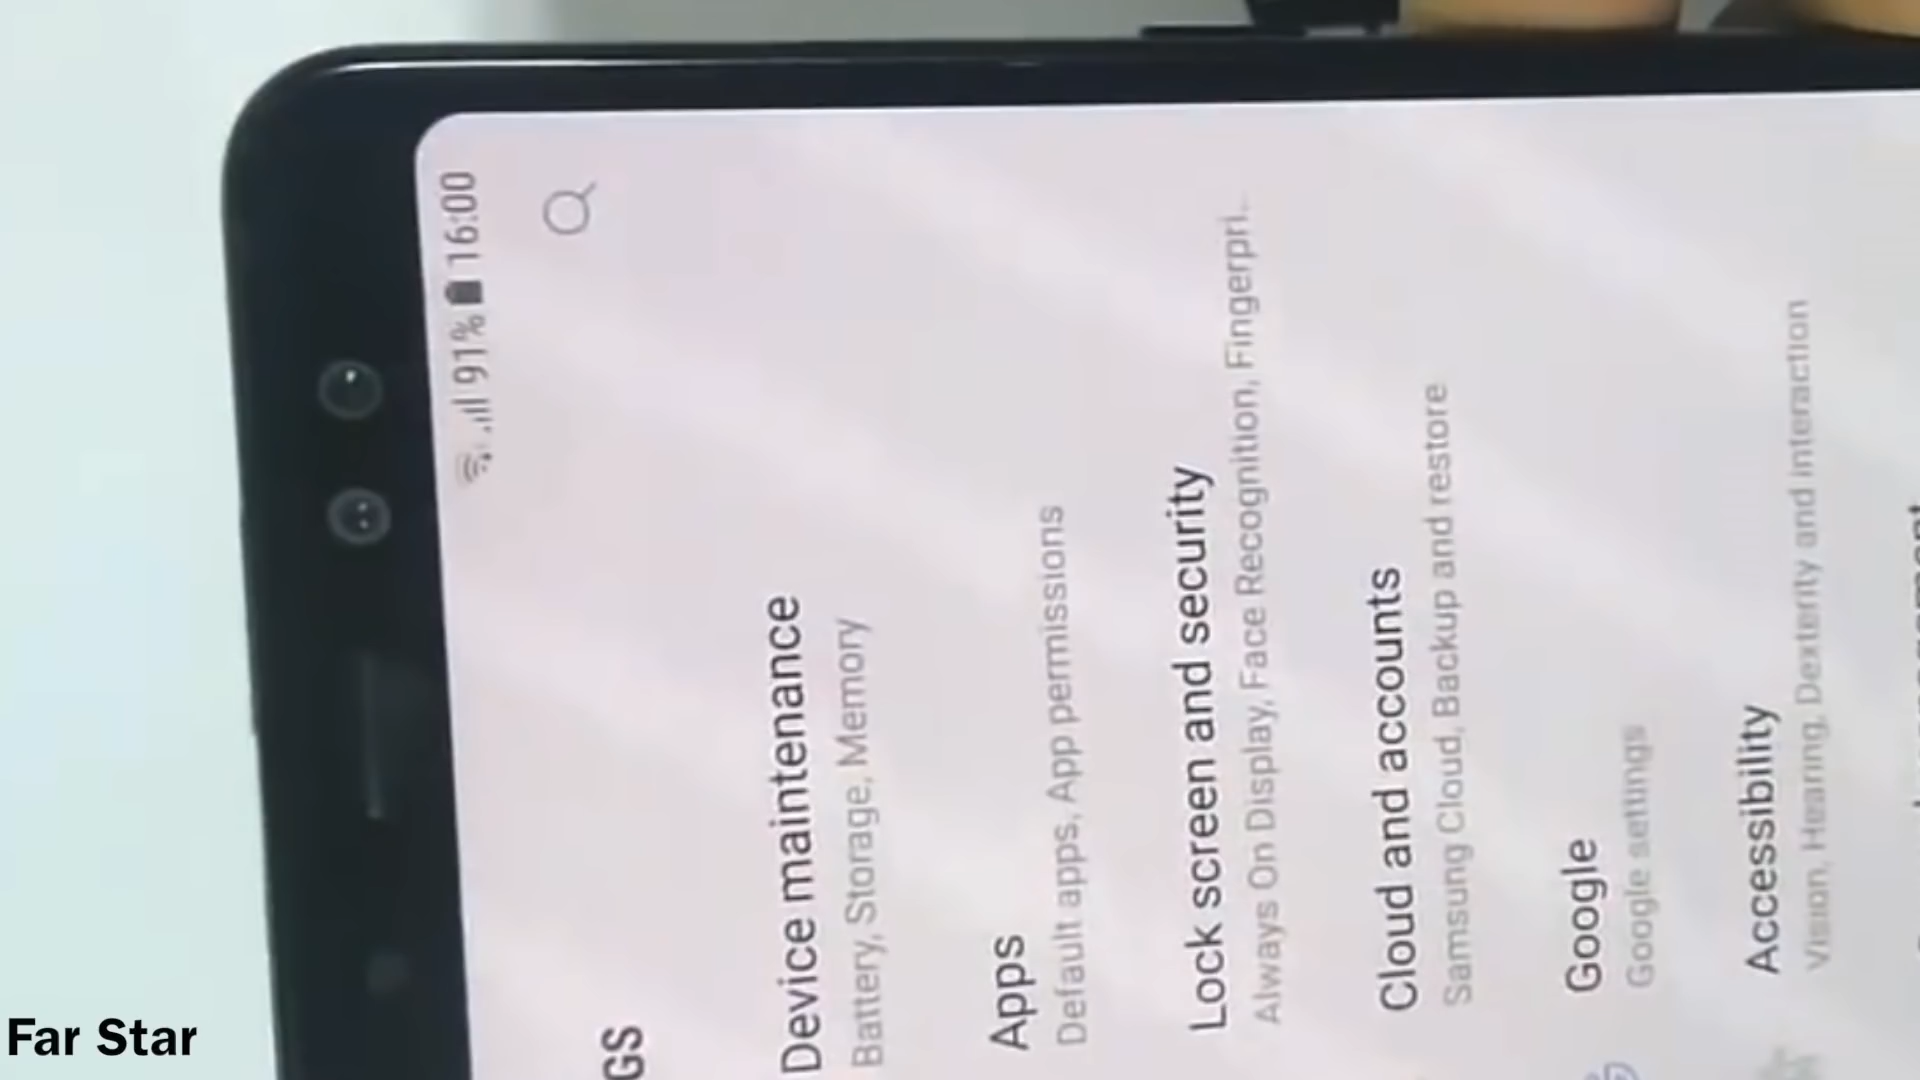 91% 16:00
GS
Device maintenance
Battery, Storage, Memory
Apps
Default apps, App permissions
Lock screen and security
Always On Display, Face Recognition, Fingerpri...
Cloud and accounts
Samsung Cloud, Backup and restore
Google
Google settings
Accessibility
Vision, Hearing, Dexterity and interaction
Far Star